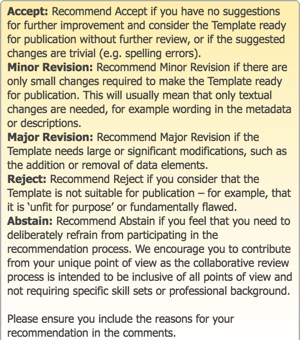 Accept: Recommend Accept if you have no suggestions
for further improvement and consider the Template ready
for publication without further review, or if the suggested
changes are trivial (e.g. spelling errors).
Minor Revision: Recommend Minor Revision if there are
only small changes required to make the Template ready
for publication. This will usually mean that only textual
changes are needed, for example wording in the metadata
or descriptions.
Major Revision: Recommend Major Revision if the
Template needs large or significant modifications, such as
the addition or removal of data elements.
Reject: Recommend Reject if you consider that the
Template is not suitable for publication – for example, that
it is ‘unfit for purpose’ or fundamentally flawed.
Abstain: Recommend Abstain if you feel that you need to
deliberately refrain from participating in the
recommendation process. We encourage you to contribute
from your unique point of view as the collaborative review
process is intended to be inclusive of all points of view and
not requiring specific skill sets or professional background.
Please ensure you include the reasons for your
recommendation in the comments.